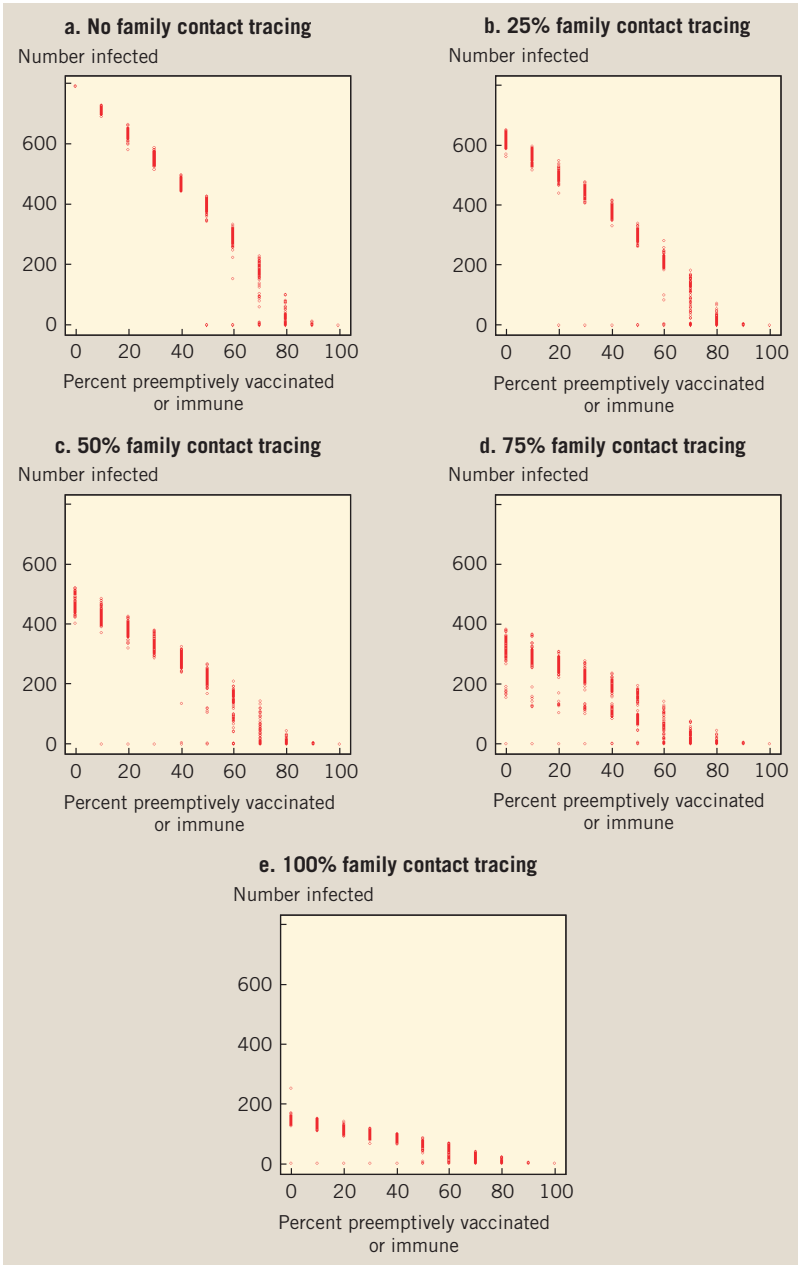 a. No family contact tracing
Number infected
600
400
200
0
0 20 40 60 80 100
Percent preemptively vaccinated
or immune
b. 25% family contact tracing
Number infected
600
400
200
0
0 20 40 60 80 100
Percent preemptively vaccinated
or immune
c. 50% family contact tracing
Number infected
600
400
200
0
0 20 40 60 80 100
Percent preemptively vaccinated
or immune
d. 75% family contact tracing
Number infected
600
400
200
0
0 20 40 60 80 100
Percent preemptively vaccinated
or immune
e. 100% family contact tracing
Number infected
600
400
200
0
0 20 40 60 80 100
Percent preemptively vaccinated
or immune